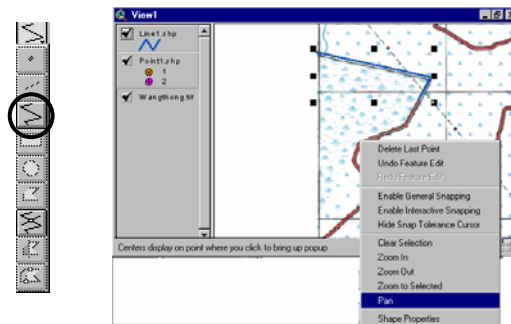 View1
Line1.shp
Point1.shp
1
2
Wangthong.tif
Delete Last Point
Undo Feature Edit
Redo Feature Edit
Enable General Snapping
Enable Interactive Snapping
Hide Snap Tolerance Cursor
Clear Selection
Zoom In
Zoom Out
Zoom to Selected
Pan
Shape Properties
Centers display on point where you click to bring up popup